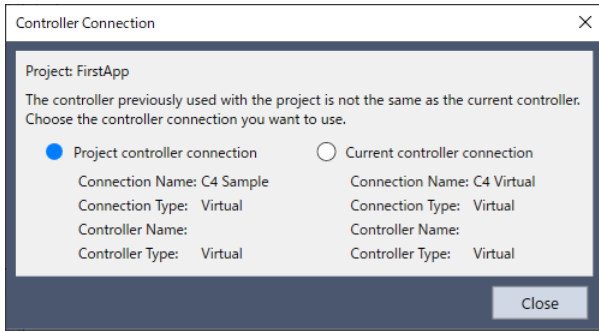 Controller Connection
Project: FirstApp
The controller previously used with the project is not the same as the current controller.
Choose the controller connection you want to use.
Project controller connection
Connection Name: C4 Sample
Connection Type: Virtual
Controller Name:
Controller Type: Virtual
Current controller connection
Connection Name: C4 Virtual
Connection Type: Virtual
Controller Name:
Controller Type: Virtual
Close